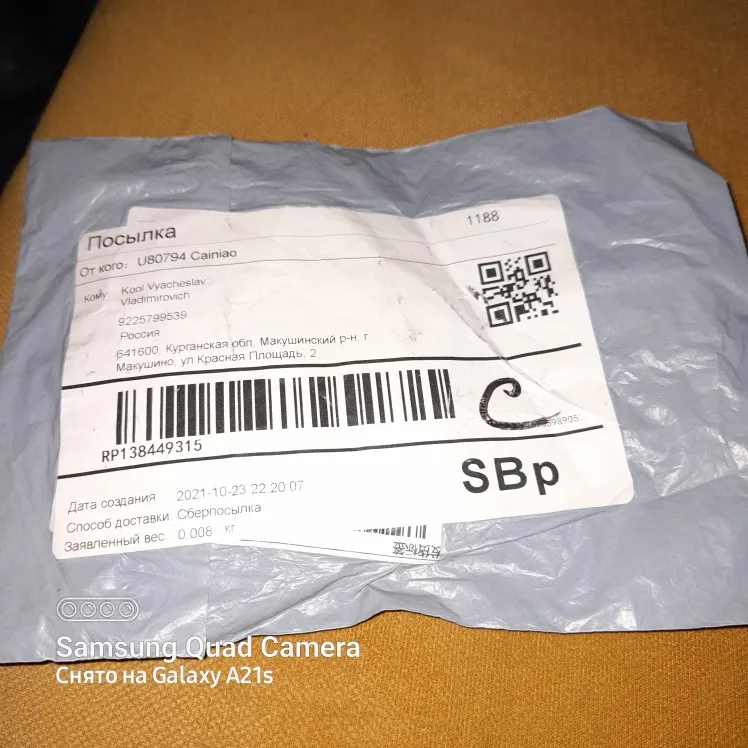 Посылка
1188
От кого: U80794 Cainiao
Кому Kool Vyacheslav
Vladimirovich
9225799539
Россия
641600, Курганская обл, Макушинский р-н, г
Макушино, ул Красная Площадь, 2
C
RP138449315
SBp
Дата создания 2021-10-23 22:20:07
Способ доставки. Сберпосылка
Заявленный вес. 0.008 кг
Samsung Quad Camera
Снято на Galaxy A21s